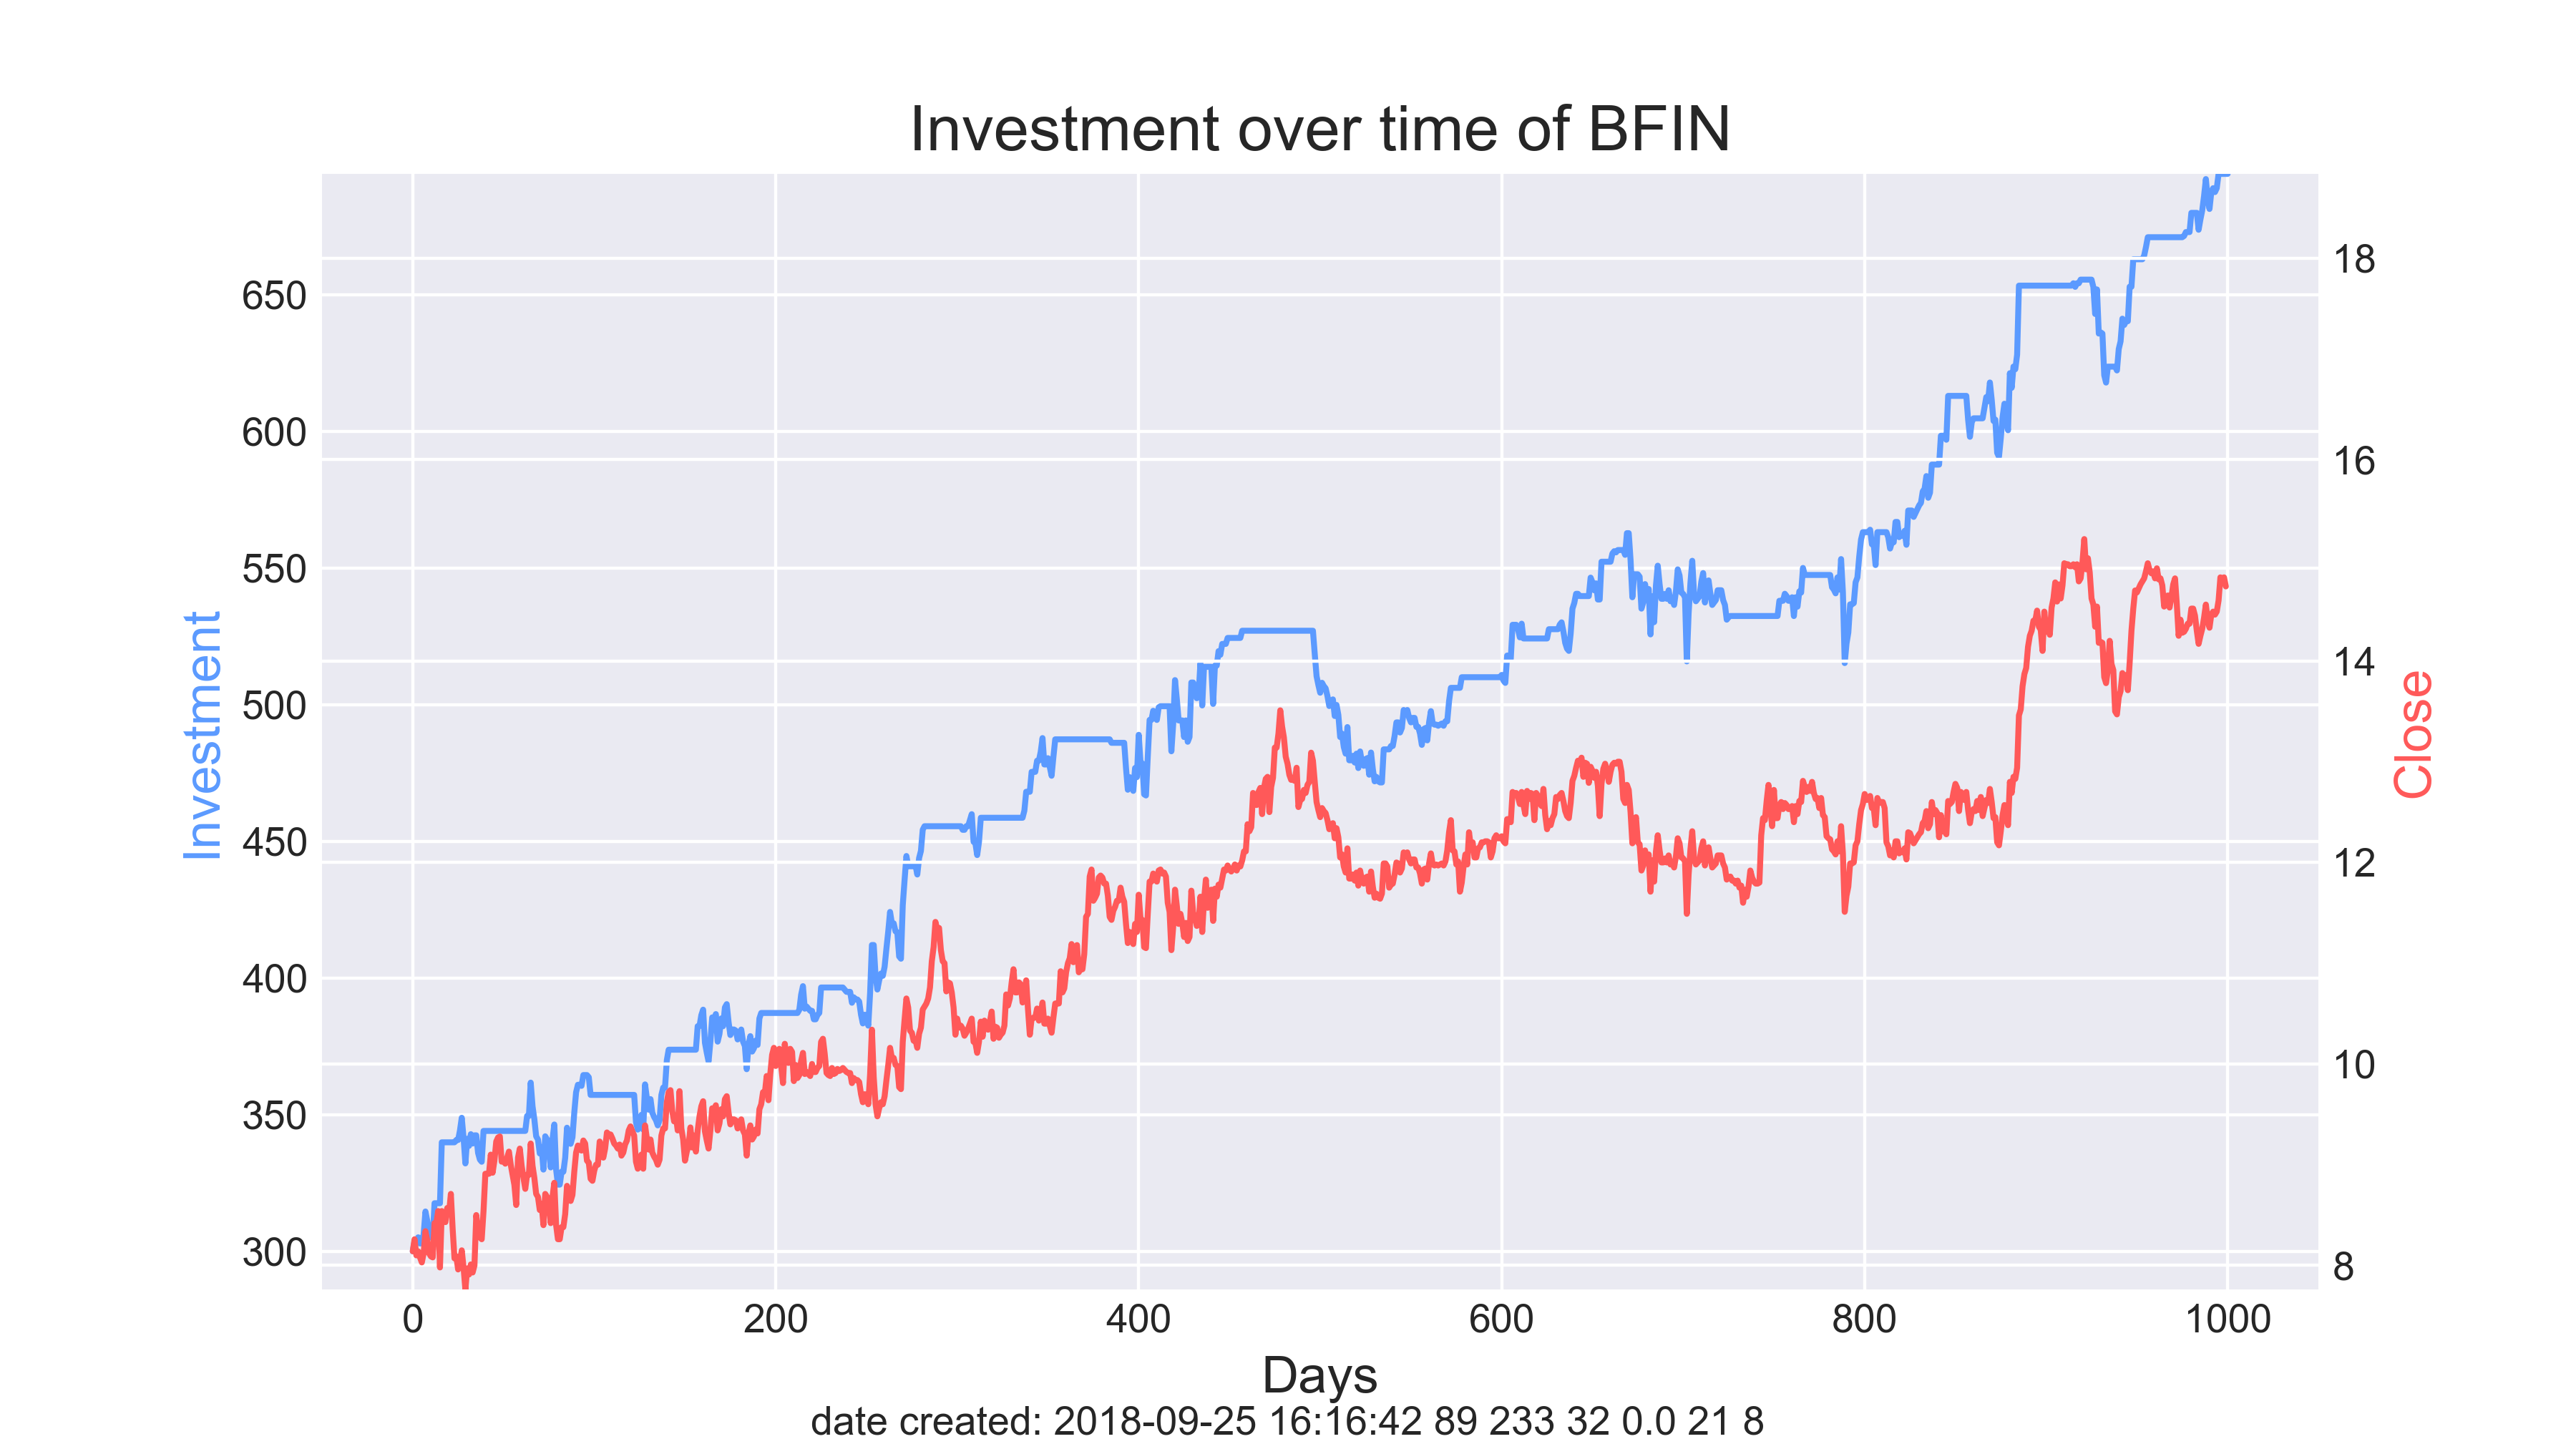 Investment over time of BFIN
Investment
650
600
550
500
450
400
350
300
18
16
14
12
10
8
Close
0 200 400 600 800 1000
Days
date created: 2018-09-25 16:16:42 89 233 32 0.0 21 8